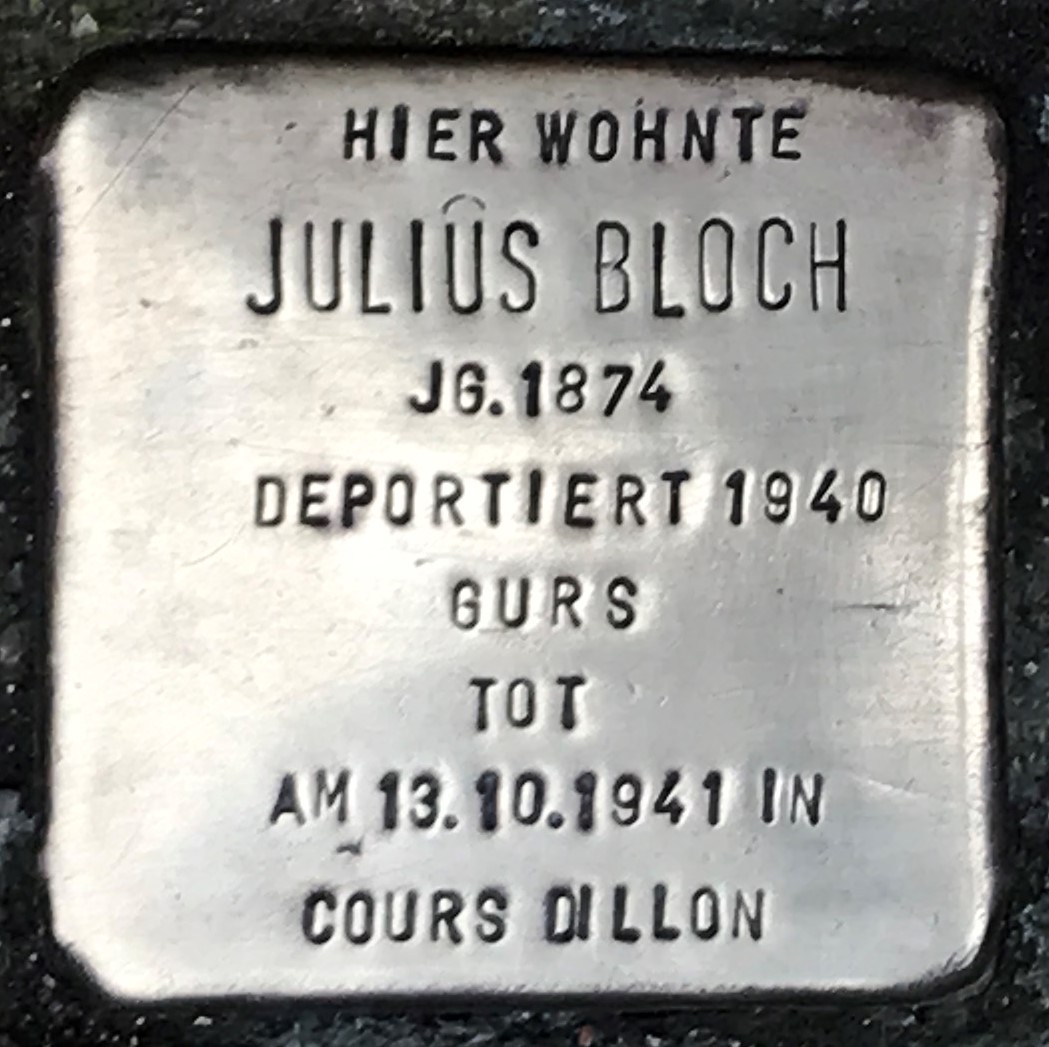 HIER WOHNTE
JULIUS BLOCH
JG.1874
DEPORTIERT 1940
GURS
TOT
AM 13.10.1941 IN
COURS DILLON